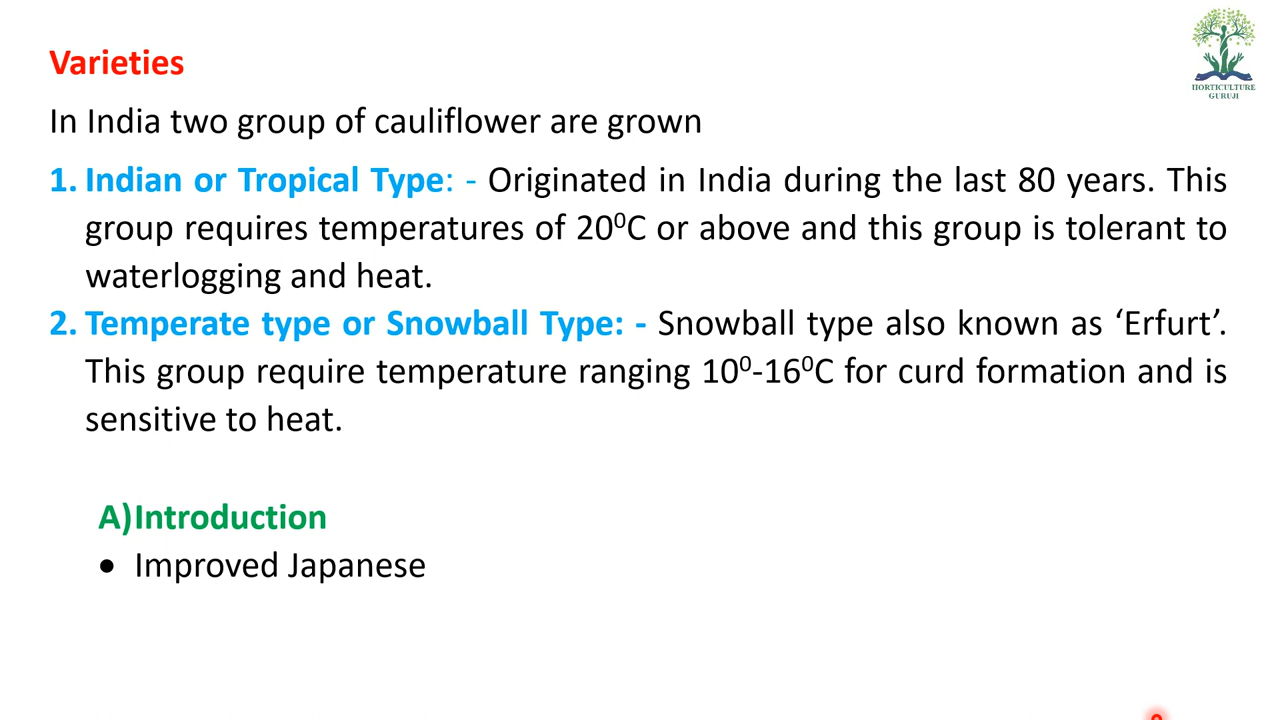 Varieties
HORTICULTURE
GURUJI
In India two group of cauliflower are grown
1. Indian or Tropical Type: - Originated in India during the last 80 years. This
group requires temperatures of 20⁰C or above and this group is tolerant to
waterlogging and heat.
2. Temperate type or Snowball Type: - Snowball type also known as ‘Erfurt’.
This group require temperature ranging 10⁰-16⁰C for curd formation and is
sensitive to heat.
A)Introduction
• Improved Japanese